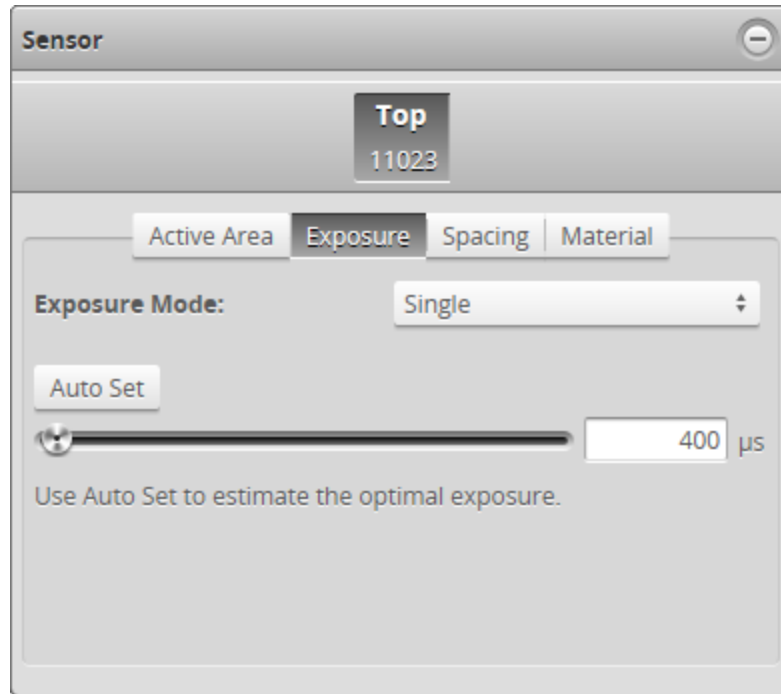 Sensor
Top
11023
Active Area Exposure Spacing Material
Exposure Mode: Single
Auto Set
400 µs
Use Auto Set to estimate the optimal exposure.